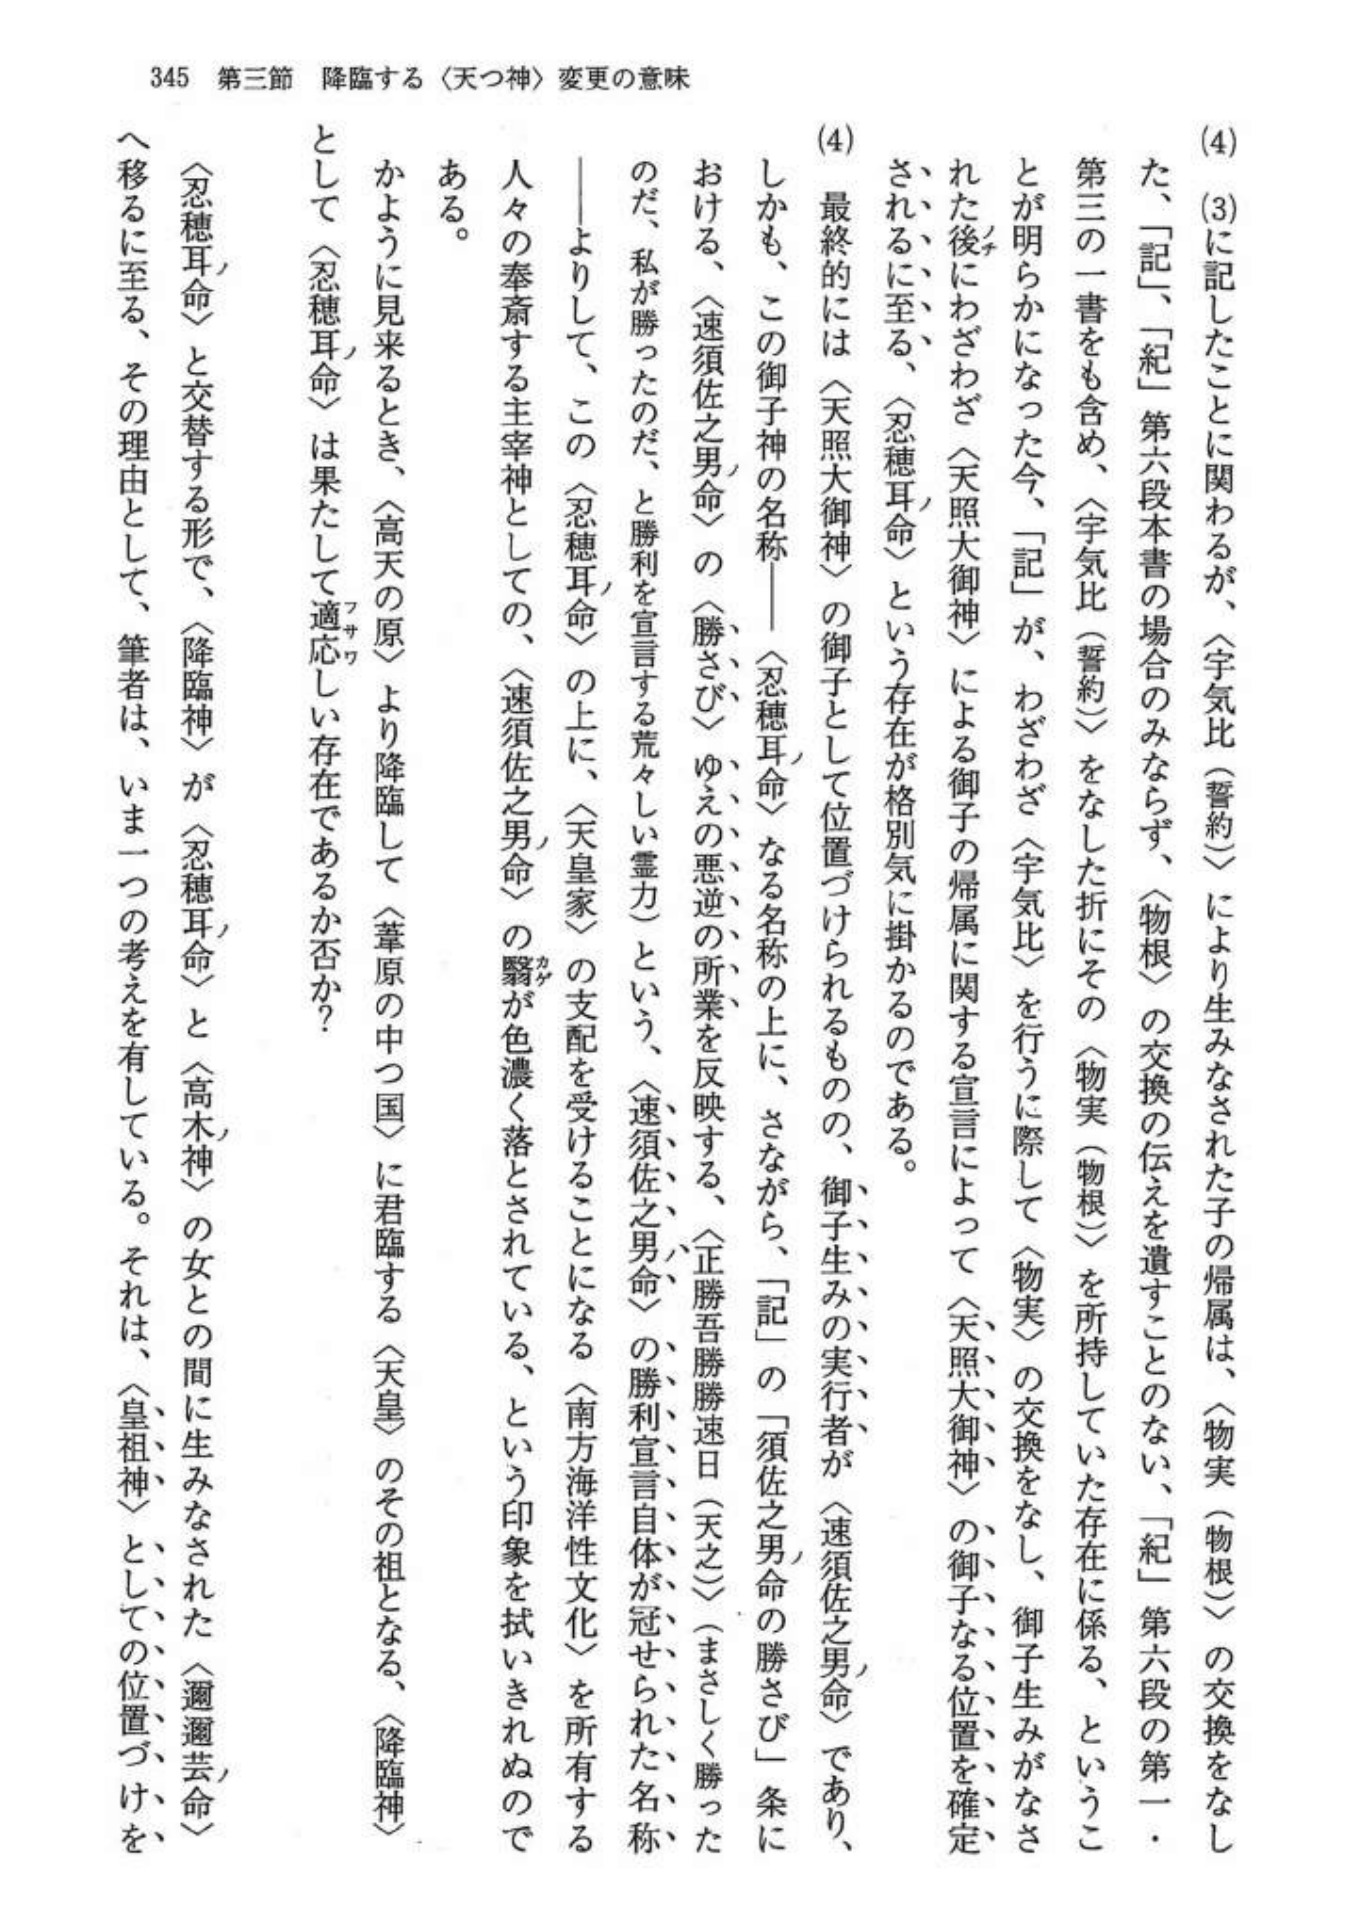 345 第三節 降臨する〈天つ神〉変更の意味
(4) (3)に記したことに関わるが、〈宇気比（誓約）〉により生みなされた子の帰属は、〈物実（物根）〉の交換をなし
た、「記」、「紀」第六段本書の場合のみならず、〈物根〉の交換の伝えを遺すことのない、「紀」第六段の第一・
第三の一書をも含め、〈宇気比（誓約）〉をなした折にその〈物実（物根）〉を所持していた存在に係る、というこ
とが明らかになった今、「記」が、わざわざ〈宇気比〉を行うに際して〈物実〉の交換をなし、御子生みがなさ
れた後ノチにわざわざ〈天照大御神〉による御子の帰属に関する宣言によって〈天照大御神〉の御子なる位置を確定
されるに至る、〈忍穂耳ノ命〉という存在が格別気に掛かるのである。
(4) 最終的には〈天照大御神〉の御子として位置づけられるものの、御子生みの実行者が〈速須佐之男ノ命〉であり、
しかも、この御子神の名称――〈忍穂耳ノ命〉なる名称の上に、さながら、「記」の「須佐之男ノ命の勝さび」条に
おける、〈速須佐之男ノ命〉の〈勝さび〉ゆえの悪逆の所業を反映する、〈正勝吾勝勝速日（天之）〉（まさしく勝った
のだ、私が勝ったのだ、と勝利を宣言する荒々しい霊力）という、〈速須佐之男ノ命〉の勝利宣言自体が冠せられた名称
――よりして、この〈忍穂耳ノ命〉の上に、〈天皇家〉の支配を受けることになる〈南方海洋性文化〉を所有する
人々の奉斎する主宰神としての、〈速須佐之男ノ命〉の翳カゲが色濃く落とされている、という印象を拭いきれぬので
ある。
かように見来るとき、〈高天の原〉より降臨して〈葦原の中つ国〉に君臨する〈天皇〉のその祖となる、〈降臨神〉
として〈忍穂耳ノ命〉は果たして適応フサワしい存在であるか否か?
〈忍穂耳ノ命〉と交替する形で、〈降臨神〉が〈忍穂耳ノ命〉と〈高木ノ神〉の女との間に生みなされた〈邇邇芸ノ命〉
へ移るに至る、その理由として、筆者は、いま一つの考えを有している。それは、〈皇祖神〉としての位置づけを